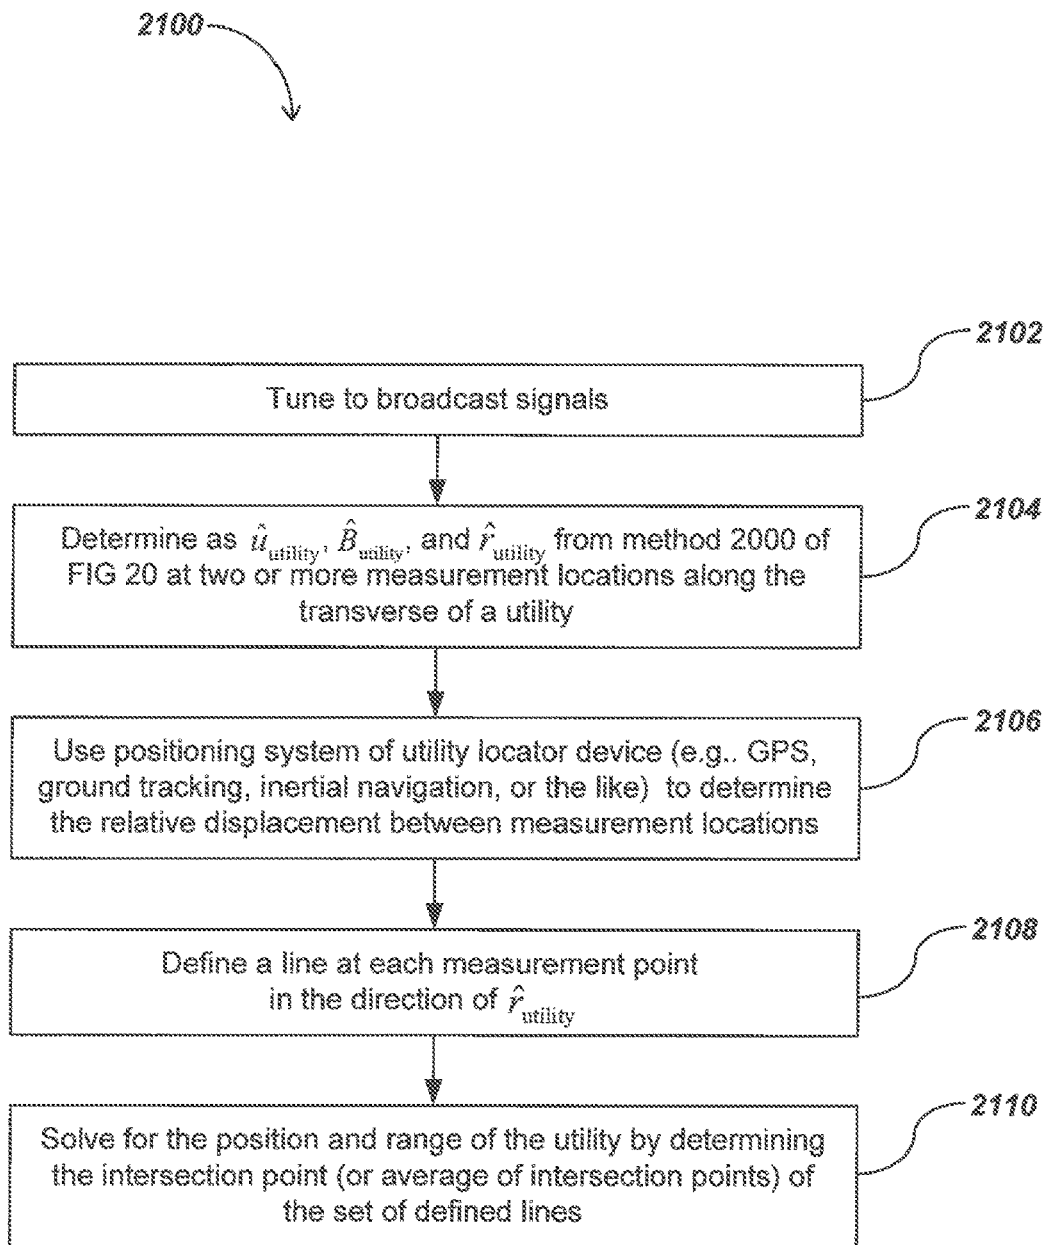 2100
2102
Tune to broadcast signals
2104
Determine as û_utility, B̂_utility, and r̂_utility from method 2000 of
FIG 20 at two or more measurement locations along the
transverse of a utility
2106
Use positioning system of utility locator device (e.g.. GPS,
ground tracking, inertial navigation, or the like) to determine
the relative displacement between measurement locations
2108
Define a line at each measurement point
in the direction of r̂_utility
2110
Solve for the position and range of the utility by determining
the intersection point (or average of intersection points) of
the set of defined lines